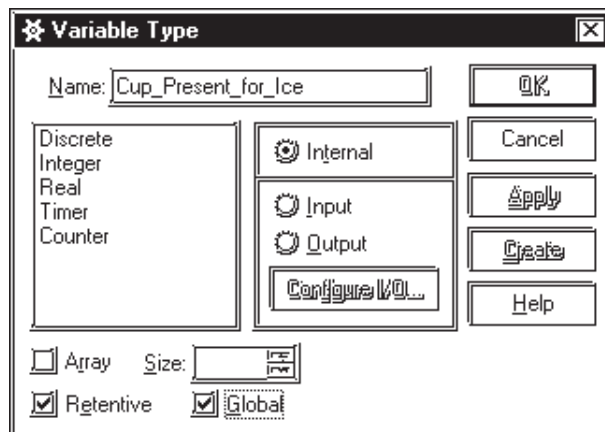 Variable Type
Name: Cup_Present_for_Ice
OK
Discrete
Integer
Real
Timer
Counter
Internal
Input
Output
Configure I/O...
Cancel
Apply
Create
Help
Array Size:
Retentive Global